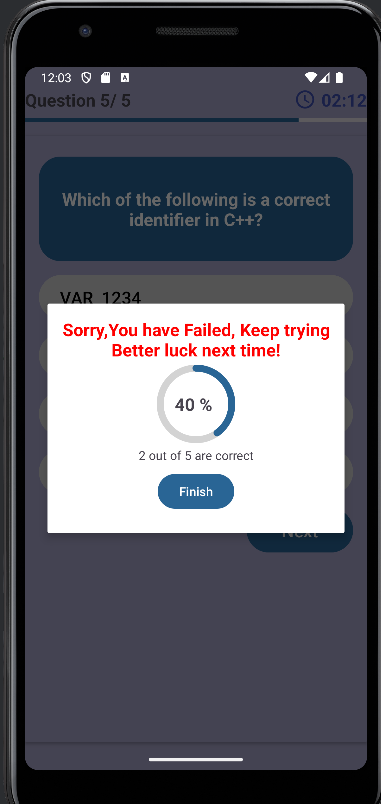 12:03
Question 5/ 5
02:12
Which of the following is a correct
identifier in C++?
VAR_1234
Sorry,You have Failed, Keep trying
Better luck next time!
40 %
2 out of 5 are correct
Finish
Next